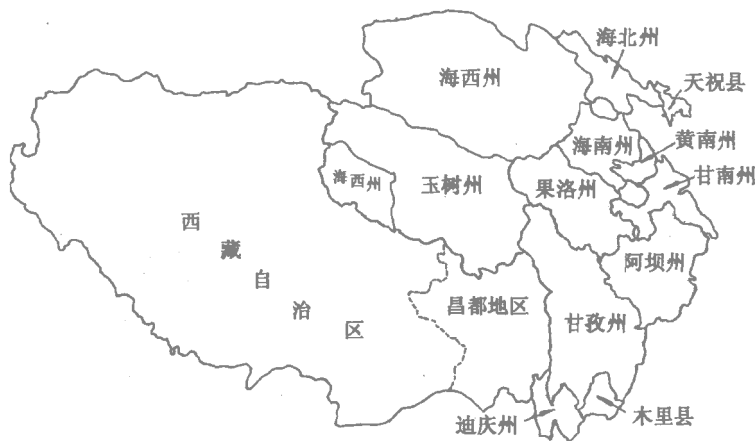 海北州
海西州
天祝县
海南州
黄南州
甘南州
海西州
玉树州
果洛州
西藏自治区
阿坝州
昌都地区
甘孜州
迪庆州
木里县